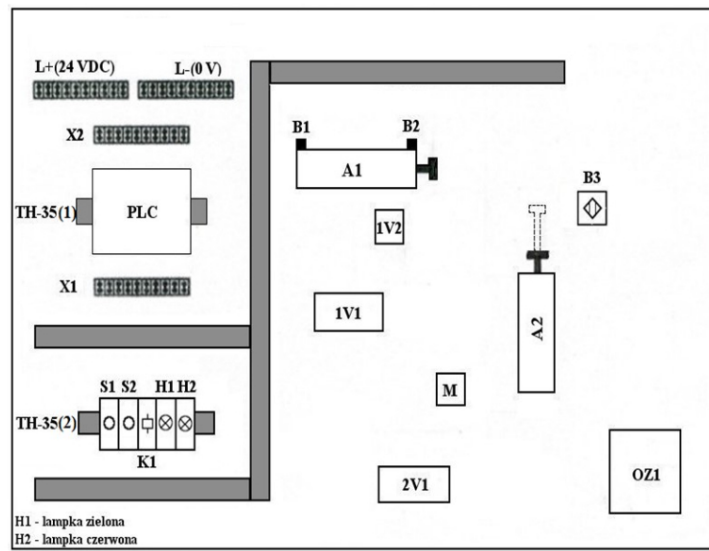 L+(24 VDC) L-(0 V)
X2
TH-35(1) PLC
X1
S1 S2 H1 H2
TH-35(2)
K1
H1 - lampka zielona
H2 - lampka czerwona
B1 B2
A1
B3
1V2
1V1
A2
M
2V1
OZ1